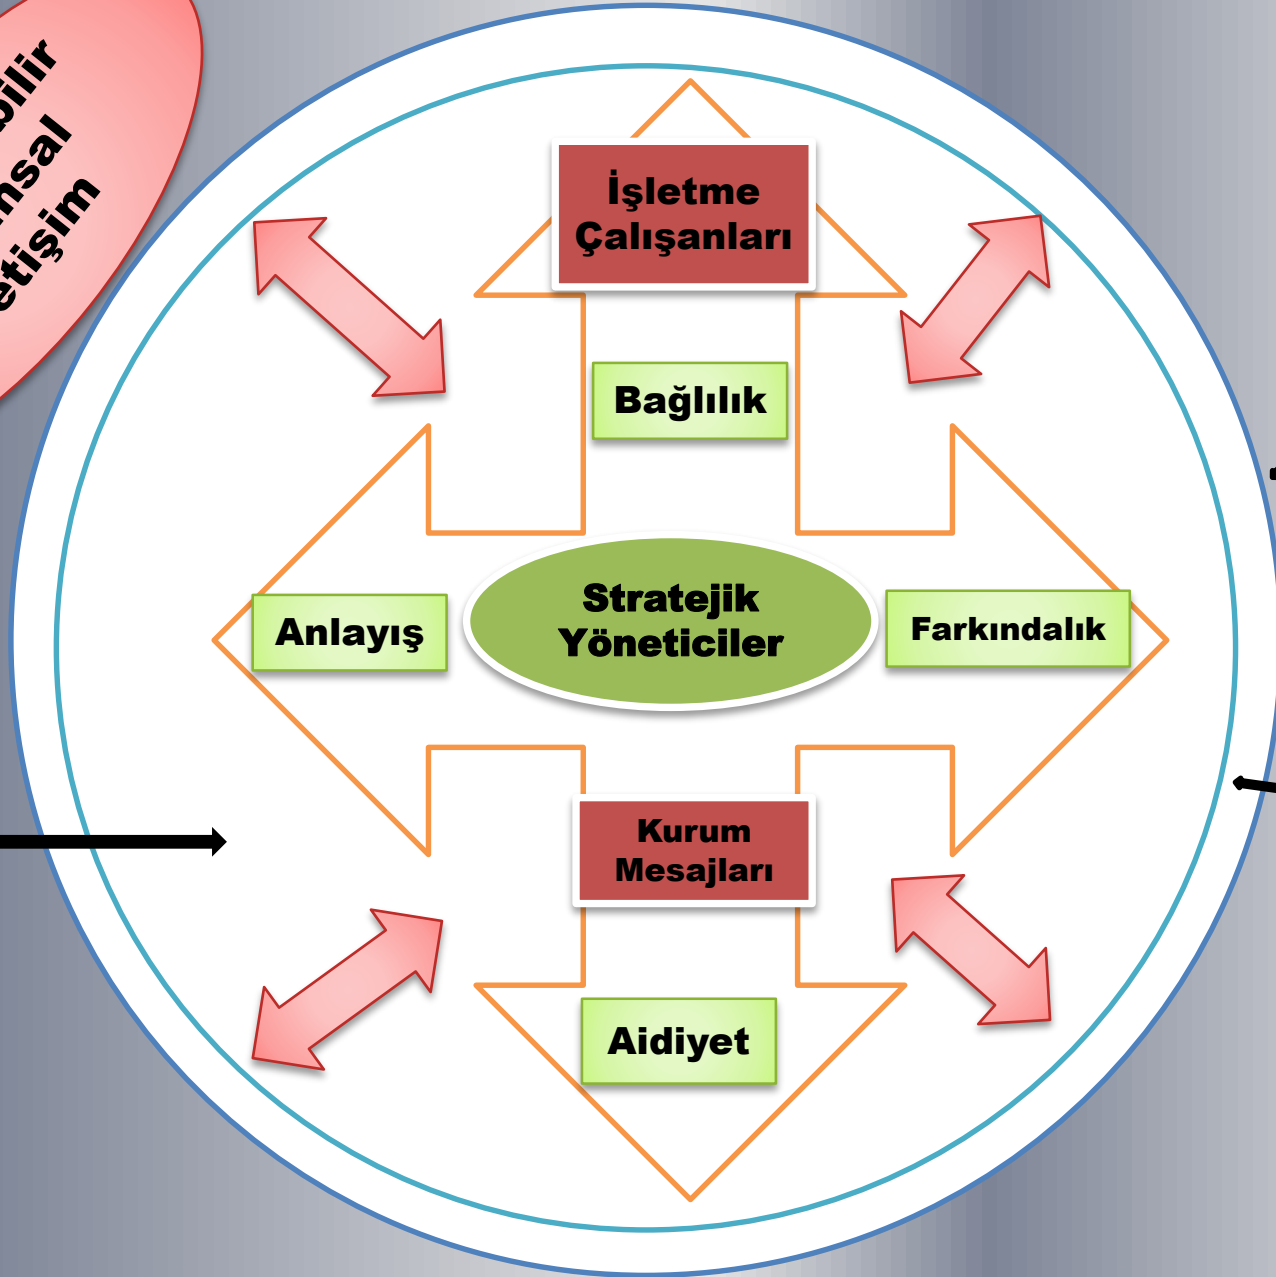 İşletme
Çalışanları
Bağlılık
Stratejik
Yöneticiler
Anlayış
Farkındalık
Kurum
Mesajları
Aidiyet